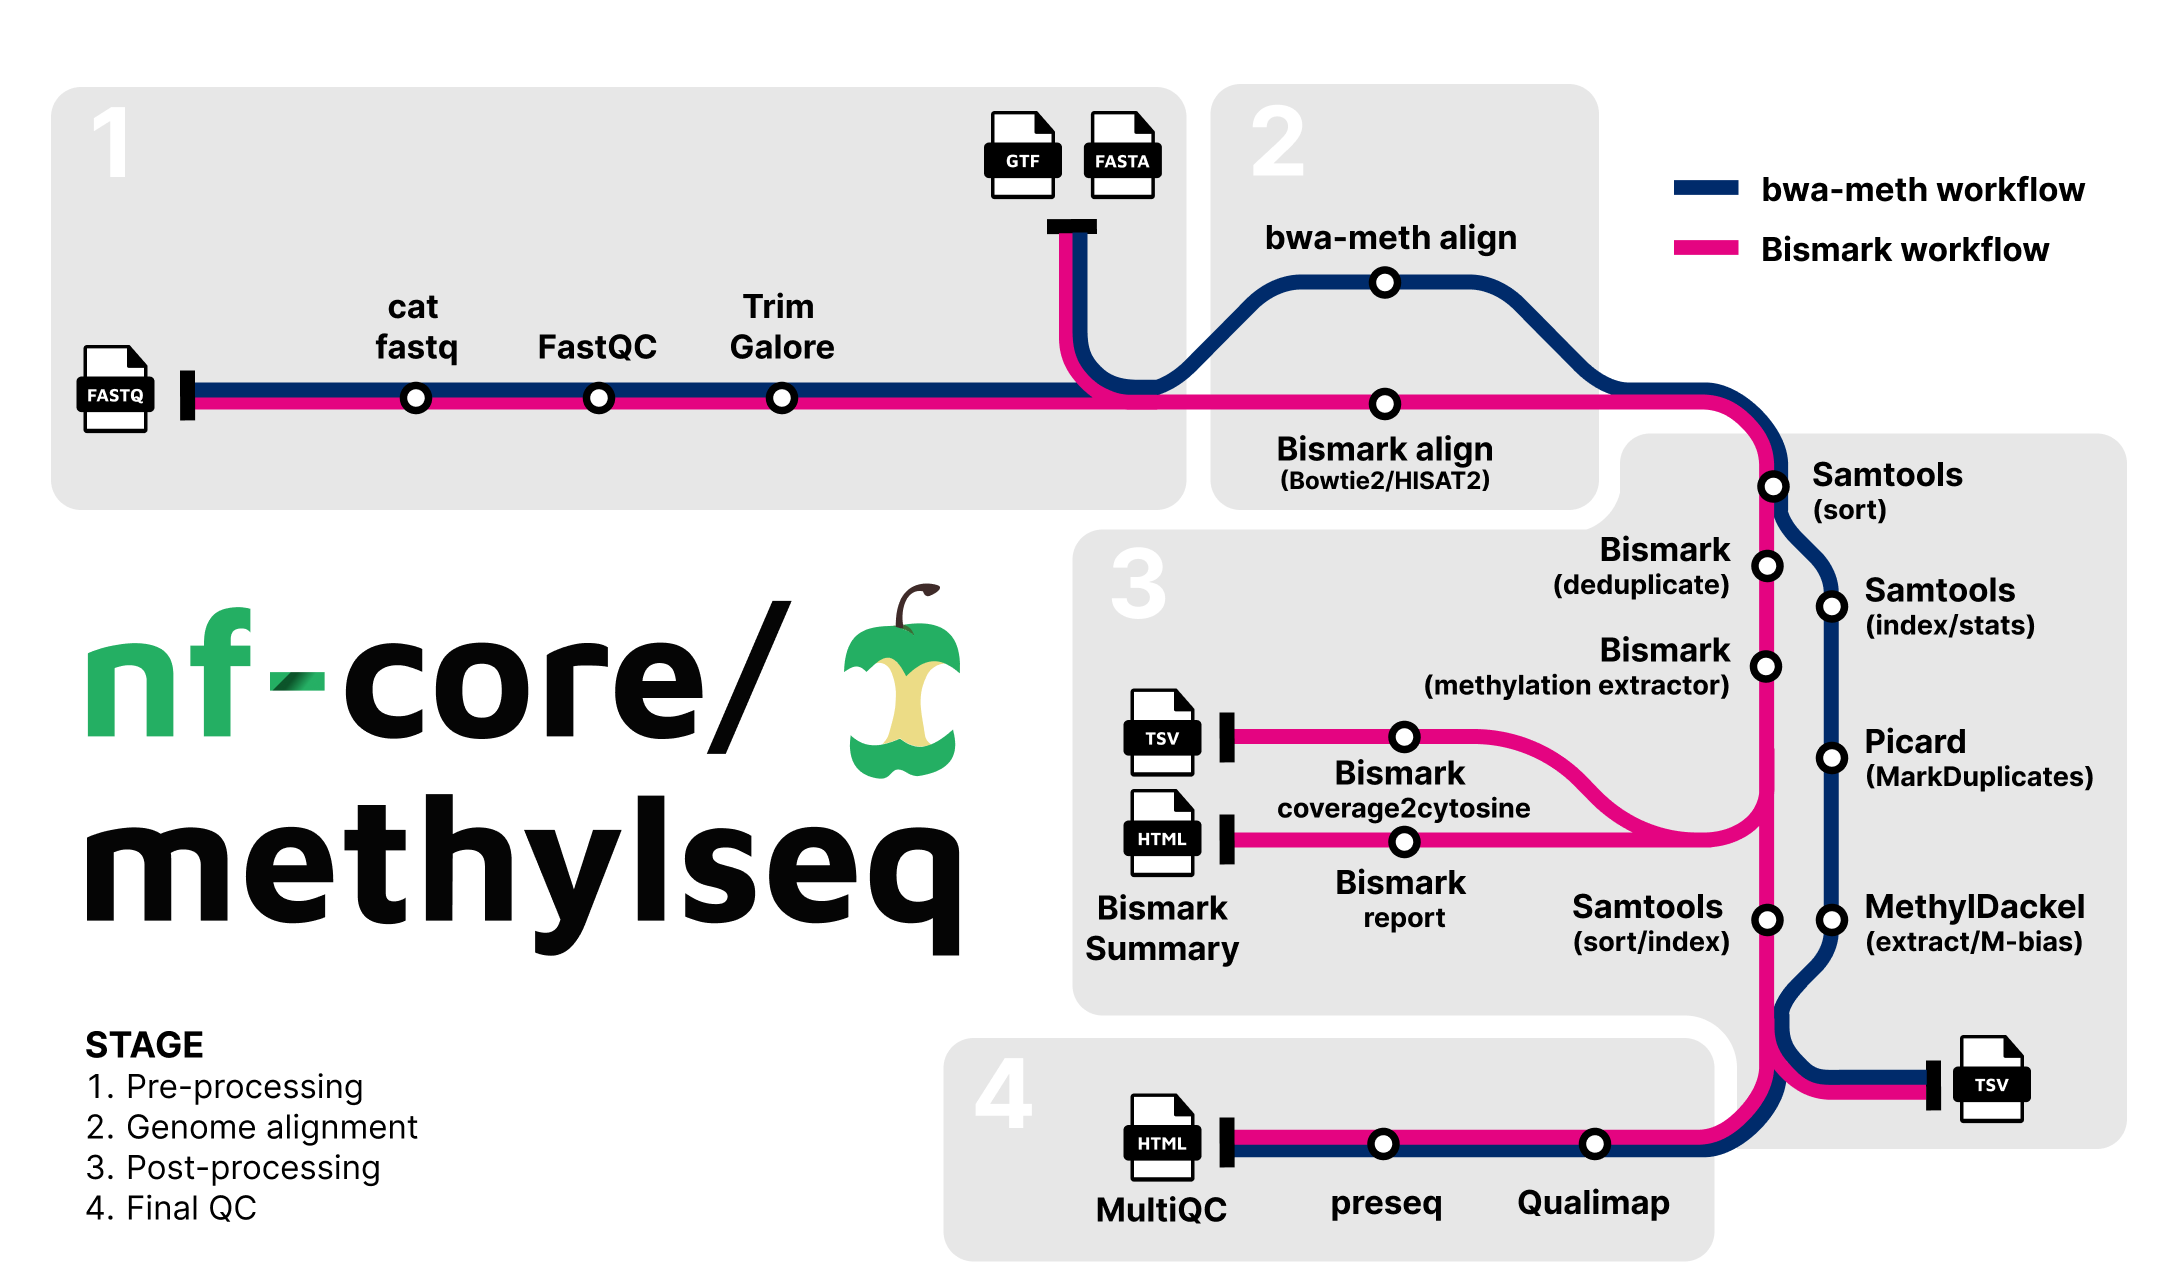 1
GTF
FASTA
cat
fastq
FastQC
Trim
Galore
FASTQ
2
bwa-meth align
Bismark align
(Bowtie2/HISAT2)
bwa-meth workflow
Bismark workflow
3
Samtools
(sort)
Bismark
(deduplicate)
Samtools
(index/stats)
Bismark
(methylation extractor)
TSV
Bismark
coverage2cytosine
Picard
(MarkDuplicates)
HTML
Bismark
Summary
Bismark
report
Samtools
(sort/index)
MethylDackel
(extract/M-bias)
TSV
4
HTML
MultiQC
preseq
Qualimap
nf-core/
methylseq
STAGE
1. Pre-processing
2. Genome alignment
3. Post-processing
4. Final QC